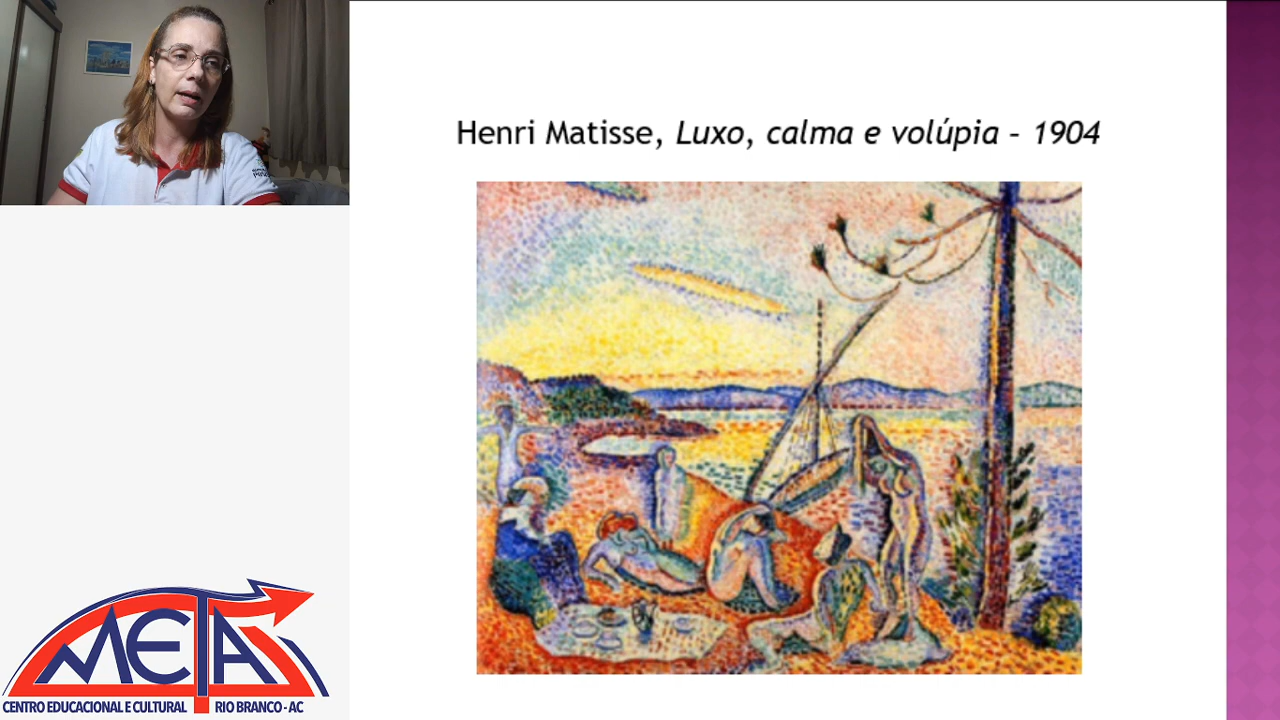 Henri Matisse, Luxo, calma e volúpia – 1904
META
CENTRO EDUCACIONAL E CULTURAL RIO BRANCO - AC